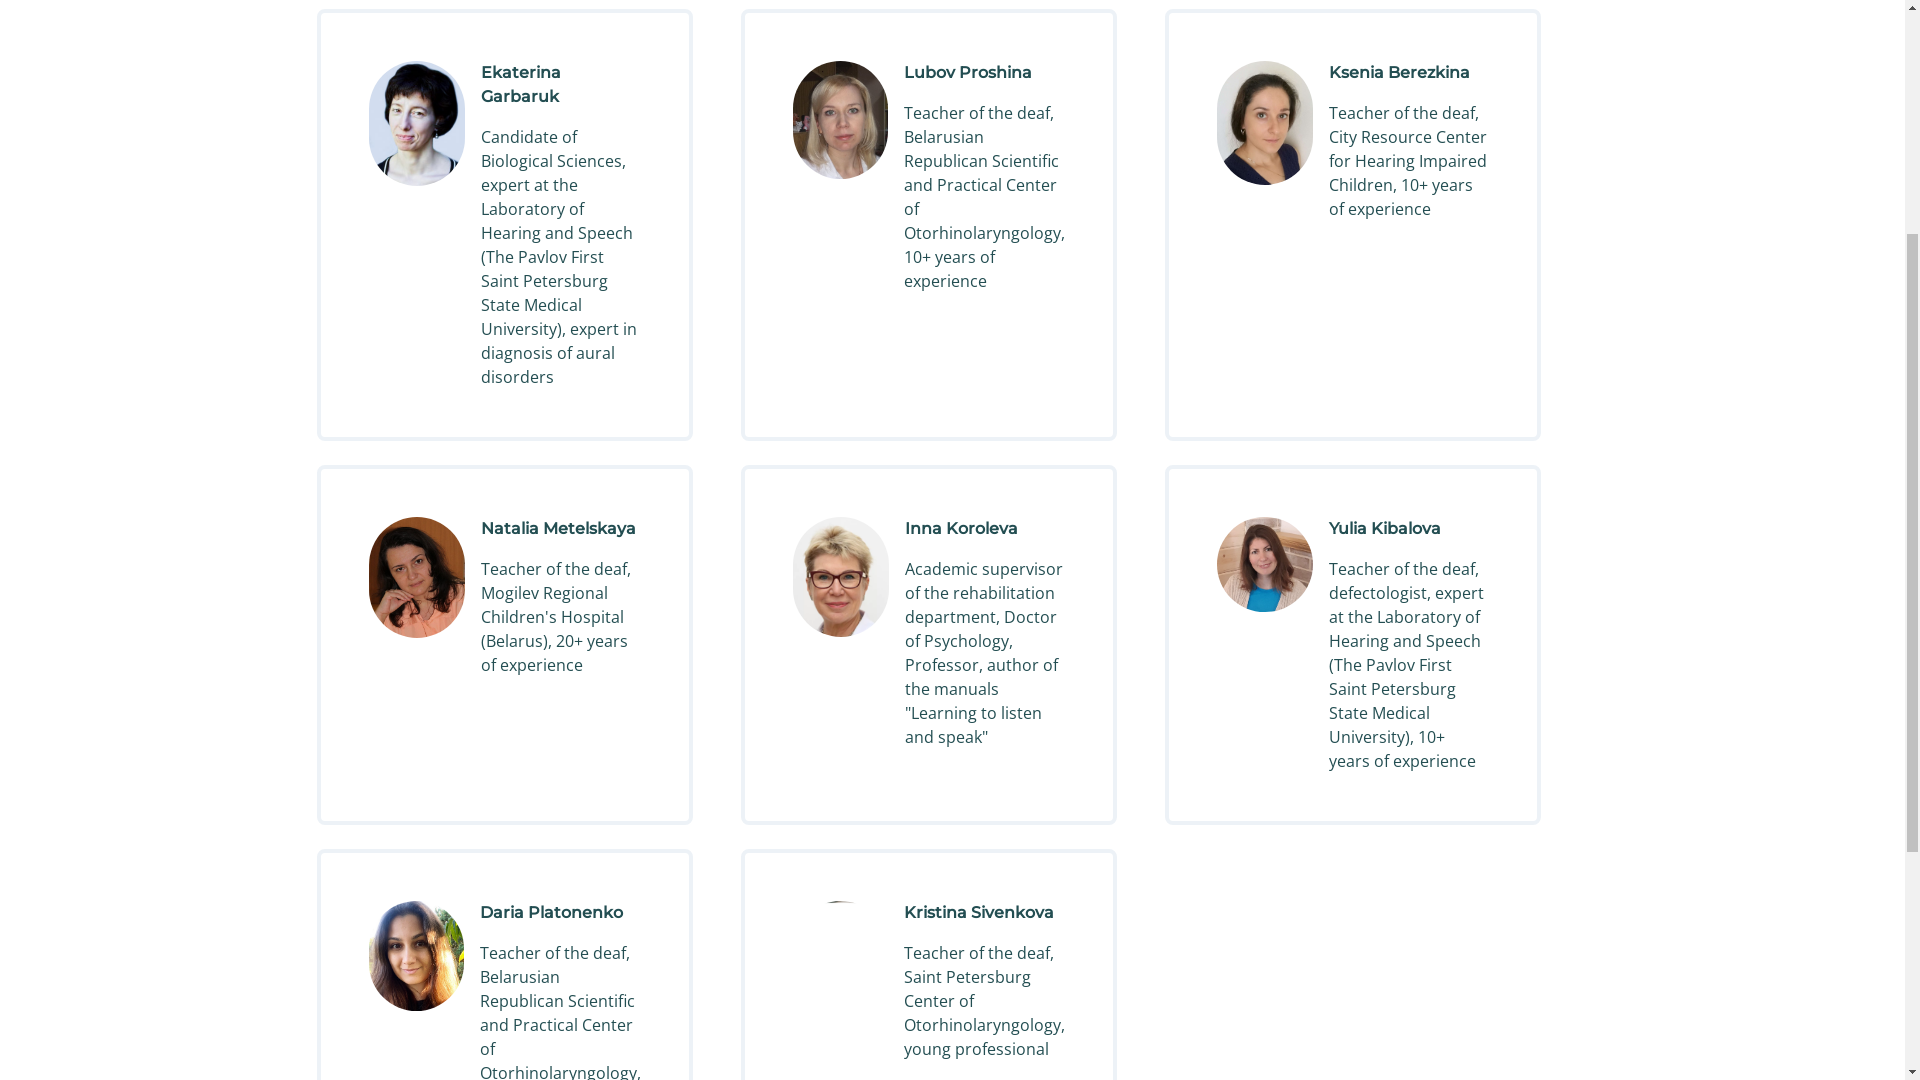 Ekaterina
Garbaruk
Candidate of
Biological Sciences,
expert at the
Laboratory of
Hearing and Speech
(The Pavlov First
Saint Petersburg
State Medical
University), expert in
diagnosis of aural
disorders
Lubov Proshina
Teacher of the deaf,
Belarusian
Republican Scientific
and Practical Center
of
Otorhinolaryngology,
10+ years of
experience
Ksenia Berezkina
Teacher of the deaf,
City Resource Center
for Hearing Impaired
Children, 10+ years
of experience
Natalia Metelskaya
Teacher of the deaf,
Mogilev Regional
Children's Hospital
(Belarus), 20+ years
of experience
Inna Koroleva
Academic supervisor
of the rehabilitation
department, Doctor
of Psychology,
Professor, author of
the manuals
"Learning to listen
and speak"
Yulia Kibalova
Teacher of the deaf,
defectologist, expert
at the Laboratory of
Hearing and Speech
(The Pavlov First
Saint Petersburg
State Medical
University), 10+
years of experience
Daria Platonenko
Teacher of the deaf,
Belarusian
Republican Scientific
and Practical Center
of
Otorhinolaryngology,
Kristina Sivenkova
Teacher of the deaf,
Saint Petersburg
Center of
Otorhinolaryngology,
young professional